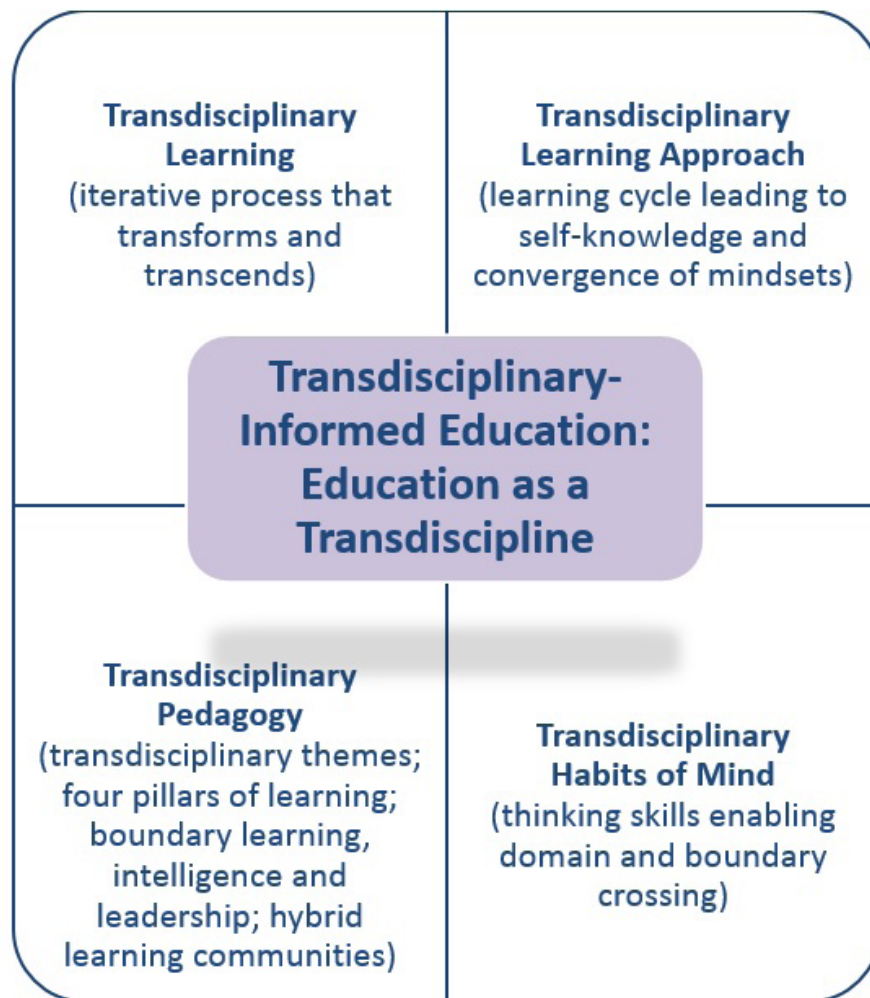 Transdisciplinary
Learning
(iterative process that
transforms and
transcends)
Transdisciplinary
Learning Approach
(learning cycle leading to
self-knowledge and
convergence of mindsets)
Transdisciplinary-
Informed Education:
Education as a
Transdiscipline
Transdisciplinary
Pedagogy
(transdisciplinary themes;
four pillars of learning;
boundary learning,
intelligence and
leadership; hybrid
learning communities)
Transdisciplinary
Habits of Mind
(thinking skills enabling
domain and boundary
crossing)